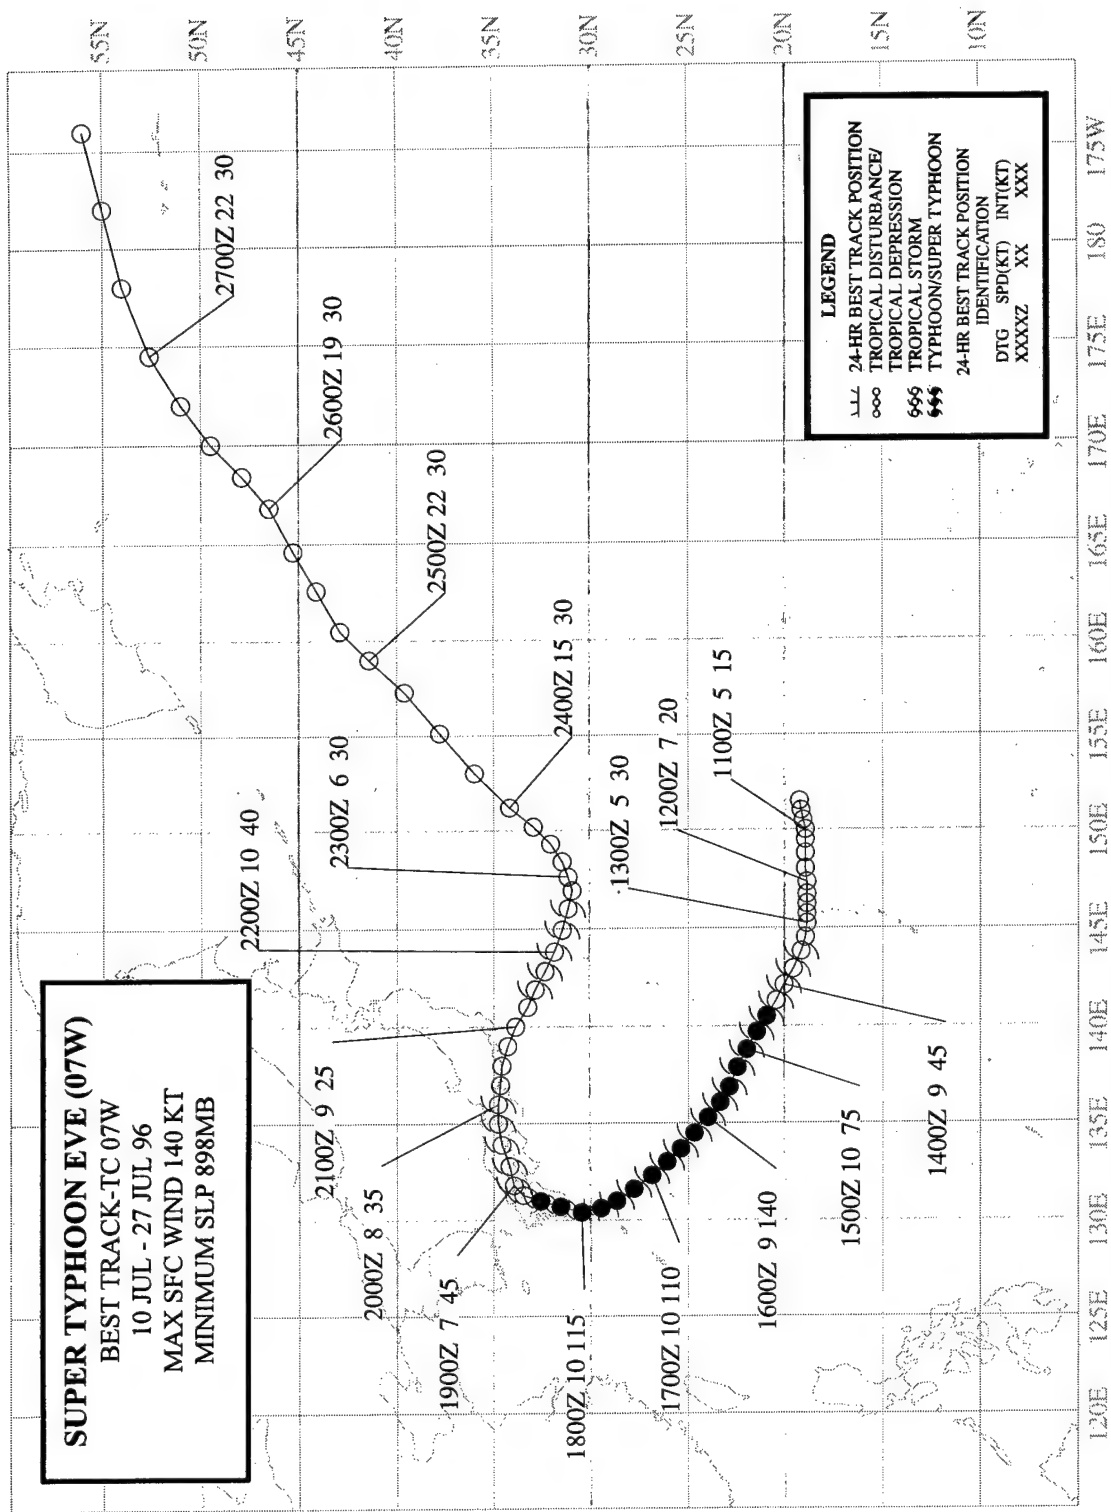 SUPER TYPHOON EVE (07W)
BEST TRACK-TC 07W
10 JUL - 27 JUL 96
MAX SFC WIND 140 KT
MINIMUM SLP 898MB
55N
50N
45N
40N
35N
30N
25N
20N
15N
10N
2700Z 22 30
2600Z 19 30
2500Z 22 30
2400Z 15 30
2300Z 6 30
2200Z 10 40
2100Z 9 25
2000Z 8 35
1900Z 7 45
1800Z 10 115
1700Z 10 110
1600Z 9 140
1500Z 10 75
1400Z 9 45
1300Z 5 30
1200Z 7 20
1100Z 5 15
LEGEND
24-HR BEST TRACK POSITION
TROPICAL DISTURBANCE/
TROPICAL DEPRESSION
TROPICAL STORM
TYPHOON/SUPER TYPHOON
24-HR BEST TRACK POSITION
IDENTIFICATION
DTG SPD(KT) INT(KT)
XXXXZ XX XXX
120E 125E 130E 135E 140E 145E 150E 155E 160E 165E 170E 175E 180 175W